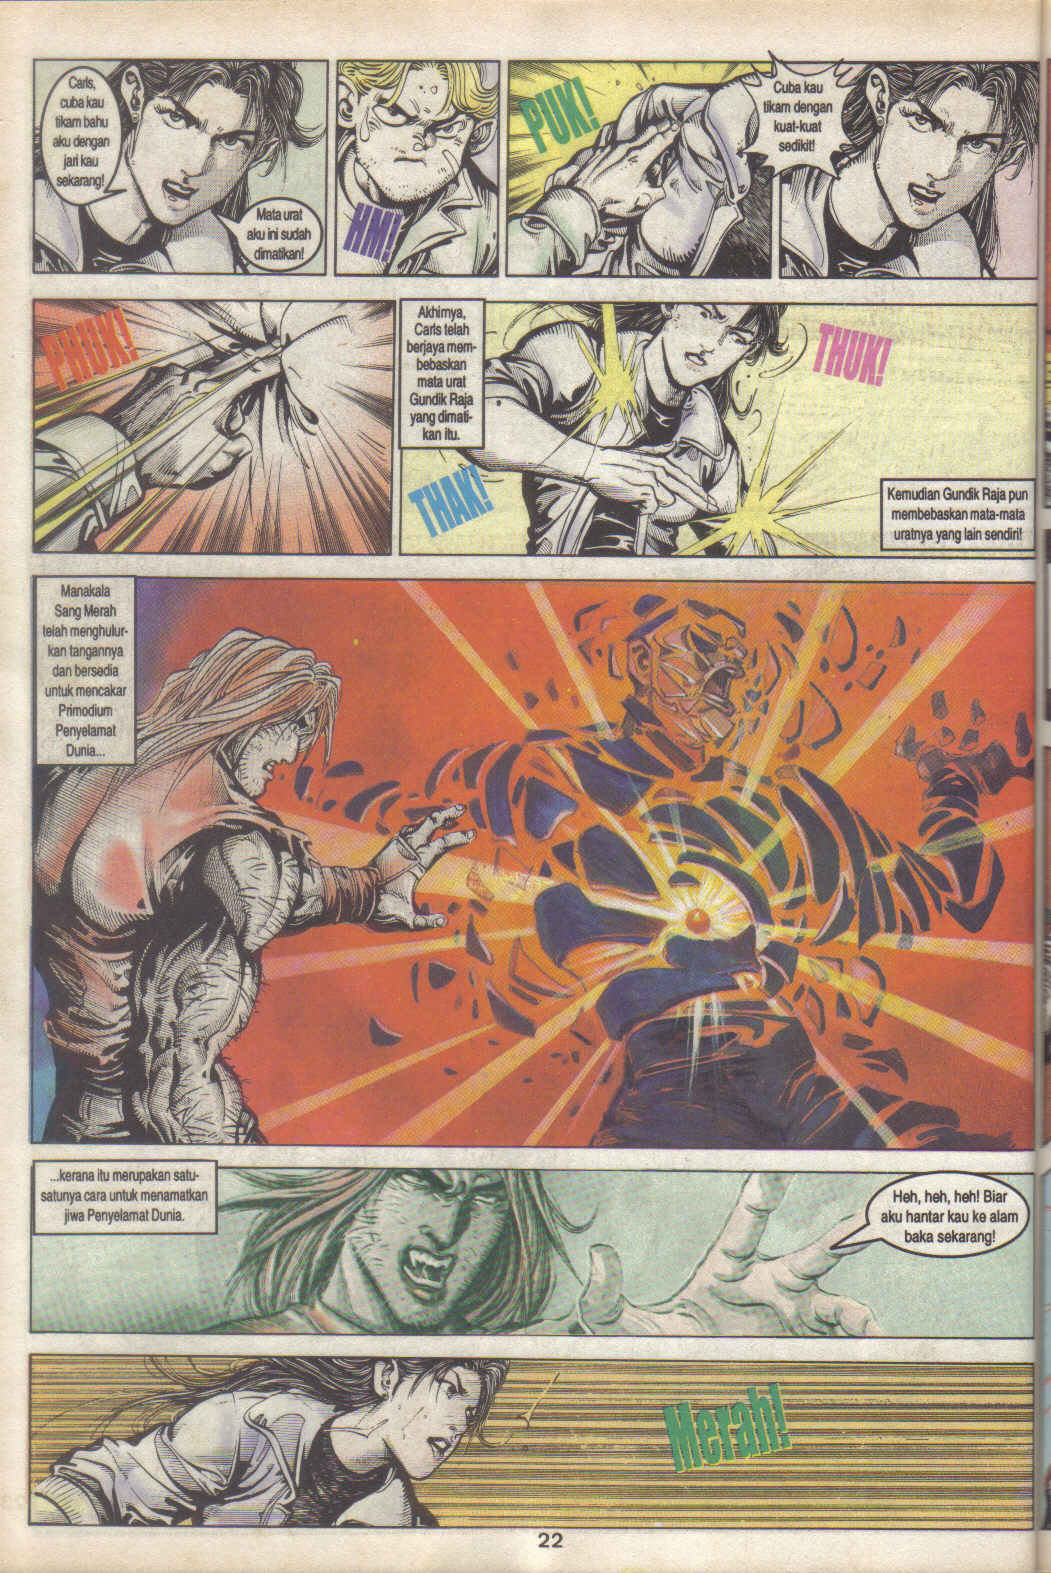 Carls,
cuba kau
tikam bahu
aku dengan
jari kau
sekarang!
Mata urat
aku ini sudah
dimatikan!
HM!
PUK!
Cuba kau
tikam dengan
kuat-kuat
sedikit!
PHUK!
Akhirnya,
Carls telah
berjaya mem-
bebaskan
mata urat
Gundik Raja
yang dimati-
kan itu.
THUK!
THAK!
Kemudian Gundik Raja pun
membebaskan mata-mata
uratnya yang lain sendiri!
Manakala
Sang Merah
telah menghulur-
kan tangannya
dan bersedia
untuk mencakar
Primodium
Penyelamat
Dunia...
...kerana itu merupakan satu-
satunya cara untuk menamatkan
jiwa Penyelamat Dunia.
Heh, heh, heh! Biar
aku hantar kau ke alam
baka sekarang!
Merah!
22